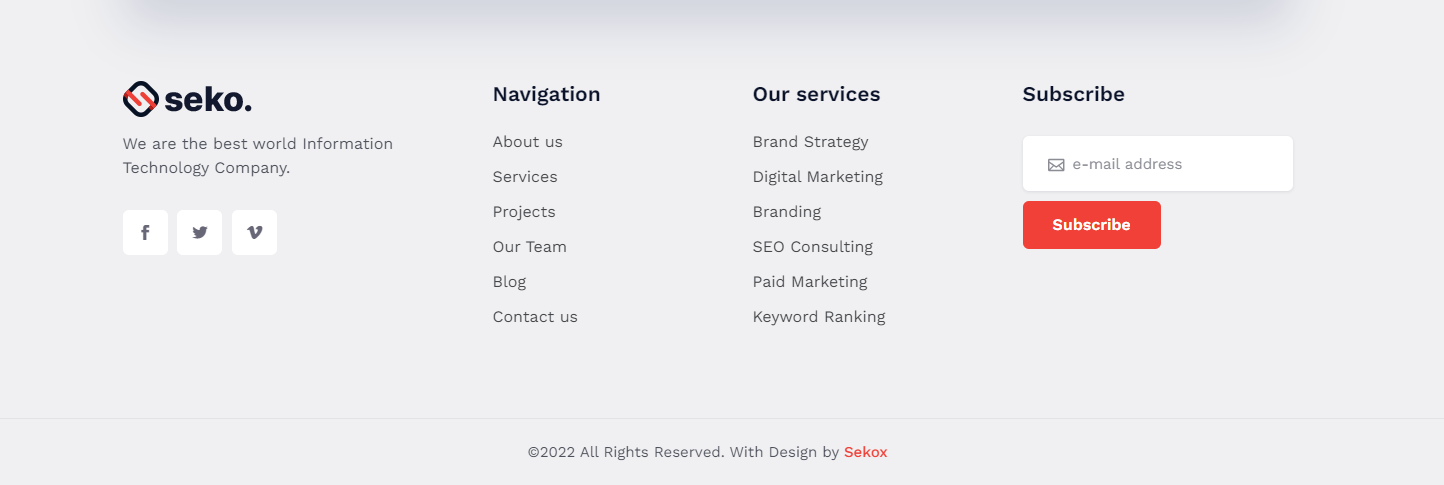 seko.
We are the best world Information
Technology Company.
Navigation
About us
Services
Projects
Our Team
Blog
Contact us
Our services
Brand Strategy
Digital Marketing
Branding
SEO Consulting
Paid Marketing
Keyword Ranking
Subscribe
e-mail address
Subscribe
©2022 All Rights Reserved. With Design by Sekox